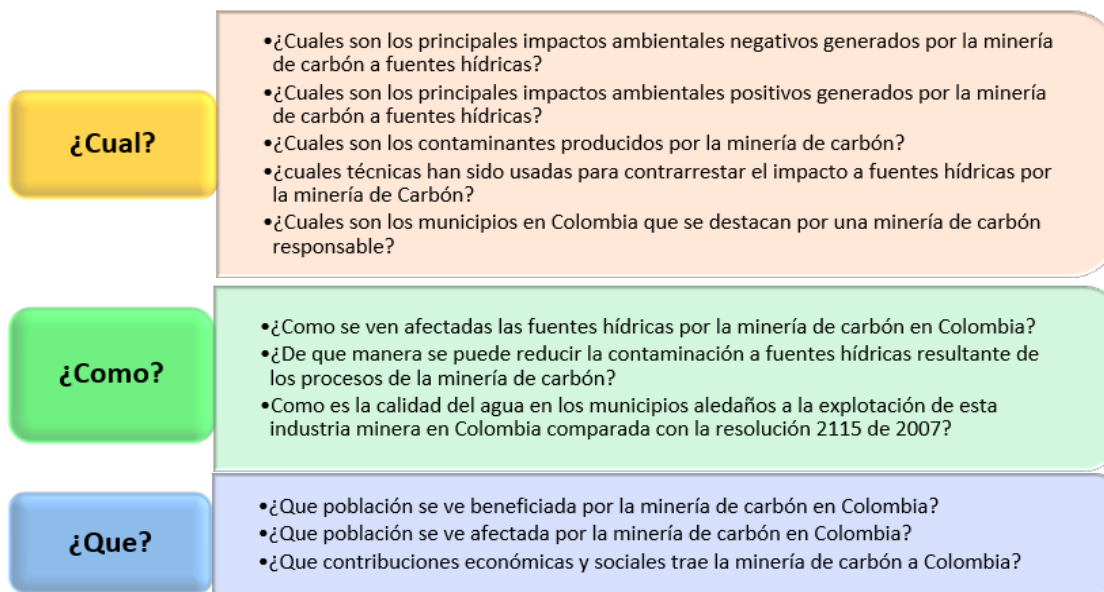 ¿Cual?
•¿Cuales son los principales impactos ambientales negativos generados por la minería
de carbón a fuentes hídricas?
•¿Cuales son los principales impactos ambientales positivos generados por la minería
de carbón a fuentes hídricas?
•¿Cuales son los contaminantes producidos por la minería de carbón?
•¿cuales técnicas han sido usadas para contrarrestar el impacto a fuentes hídricas por
la minería de Carbón?
•¿Cuales son los municipios en Colombia que se destacan por una minería de carbón
responsable?
¿Como?
•¿Como se ven afectadas las fuentes hídricas por la minería de carbón en Colombia?
•¿De que manera se puede reducir la contaminación a fuentes hídricas resultante de
los procesos de la minería de carbón?
•Como es la calidad del agua en los municipios aledaños a la explotación de esta
industria minera en Colombia comparada con la resolución 2115 de 2007?
¿Que?
•¿Que población se ve beneficiada por la minería de carbón en Colombia?
•¿Que población se ve afectada por la minería de carbón en Colombia?
•¿Que contribuciones económicas y sociales trae la minería de carbón a Colombia?